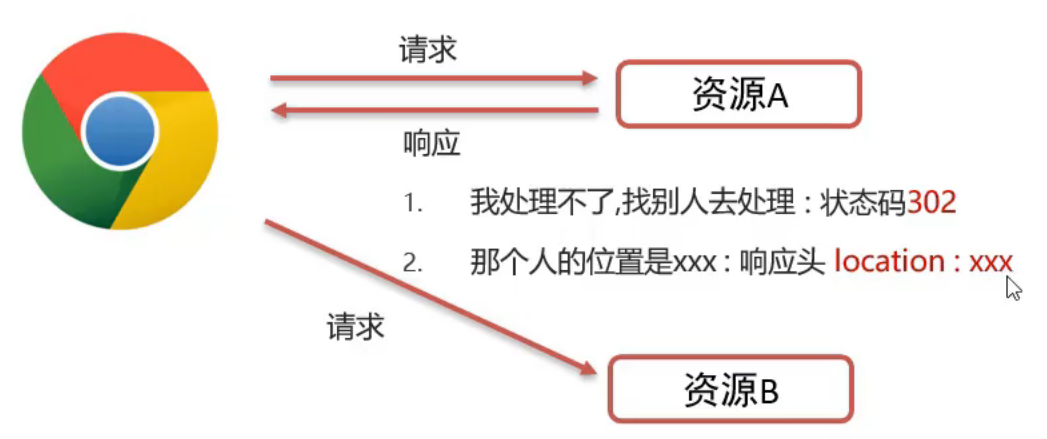 请求
资源A
响应
1. 我处理不了,找别人去处理 : 状态码302
2. 那个人的位置是xxx : 响应头 location : xxx
请求
资源B